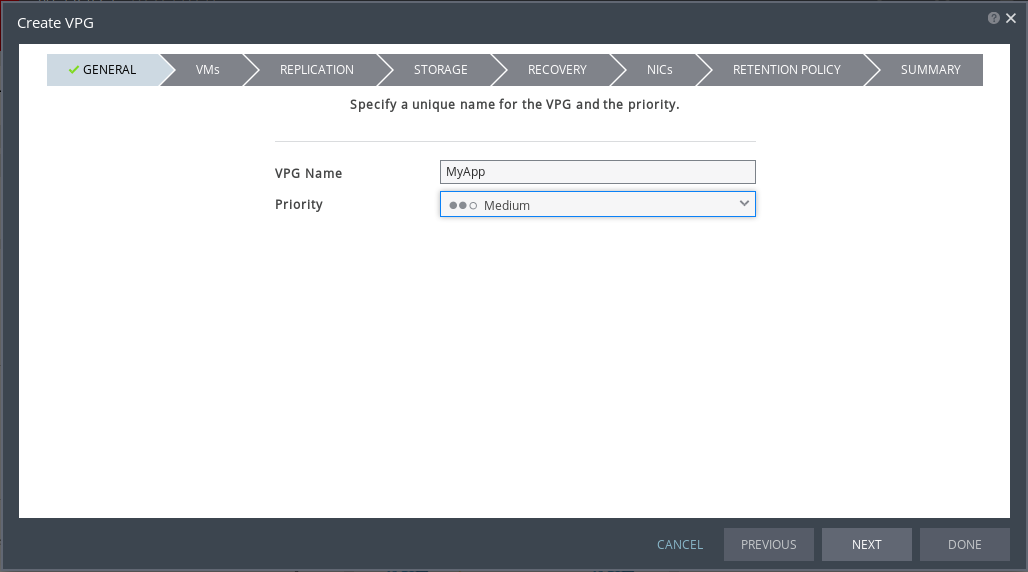 Create VPG
GENERAL VMs REPLICATION STORAGE RECOVERY NICs RETENTION POLICY SUMMARY
Specify a unique name for the VPG and the priority.
VPG Name MyApp
Priority Medium
CANCEL PREVIOUS NEXT DONE